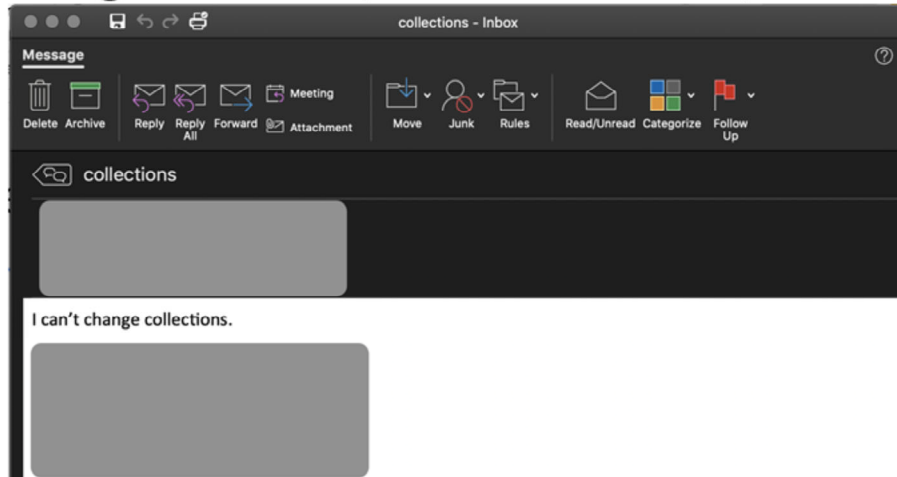 collections - Inbox
Message
Delete
Archive
Reply
Reply All
Forward
Meeting
Attachment
Move
Junk
Rules
Read/Unread
Categorize
Follow Up
collections
I can't change collections.